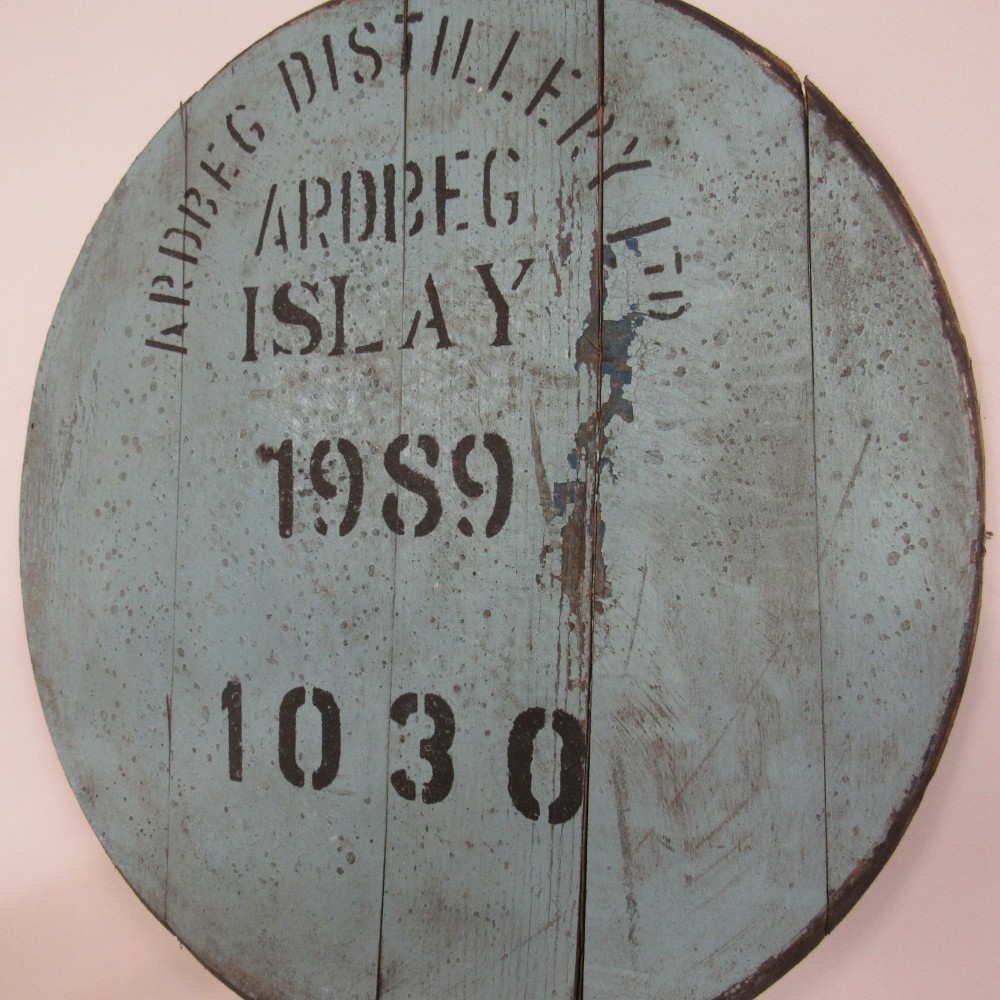 ARDBEG DISTILLERY LTD
ARDBEG
ISLAY
1989
1030